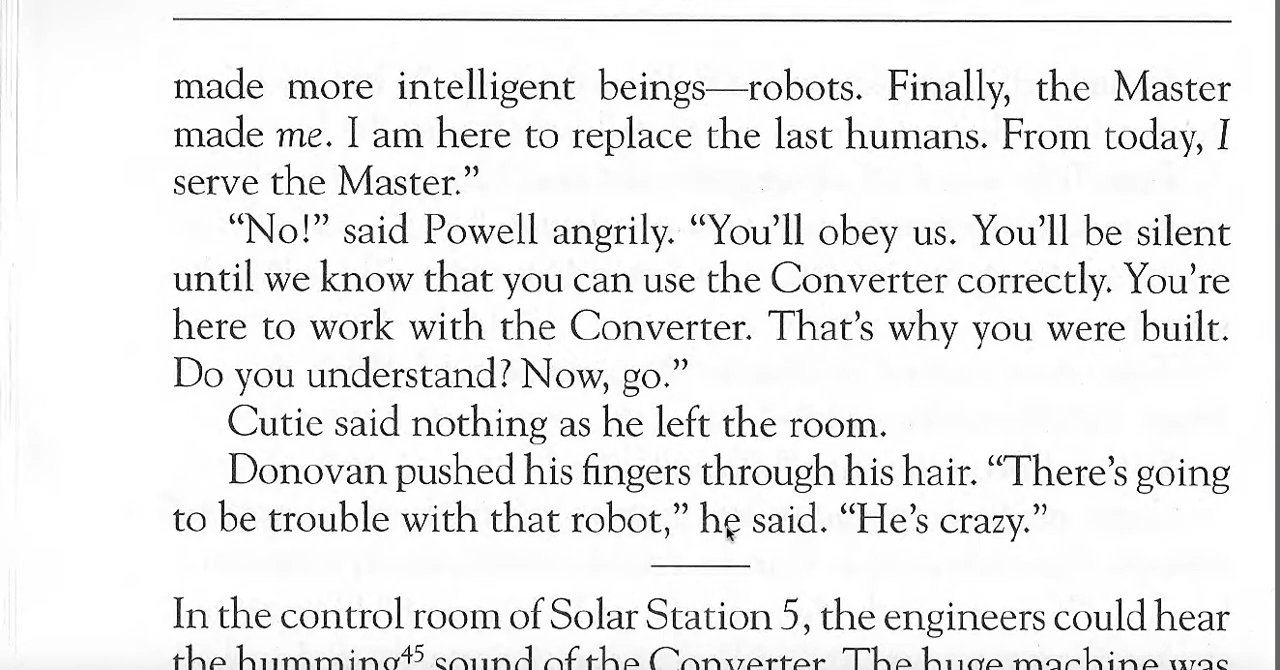 made more intelligent beings—robots. Finally, the Master
made me. I am here to replace the last humans. From today, I
serve the Master.”
“No!” said Powell angrily. “You’ll obey us. You’ll be silent
until we know that you can use the Converter correctly. You’re
here to work with the Converter. That’s why you were built.
Do you understand? Now, go.”
Cutie said nothing as he left the room.
Donovan pushed his fingers through his hair. “There’s going
to be trouble with that robot,” he said. “He’s crazy.”
In the control room of Solar Station 5, the engineers could hear
the humming45 sound of the Converter. The huge machine was